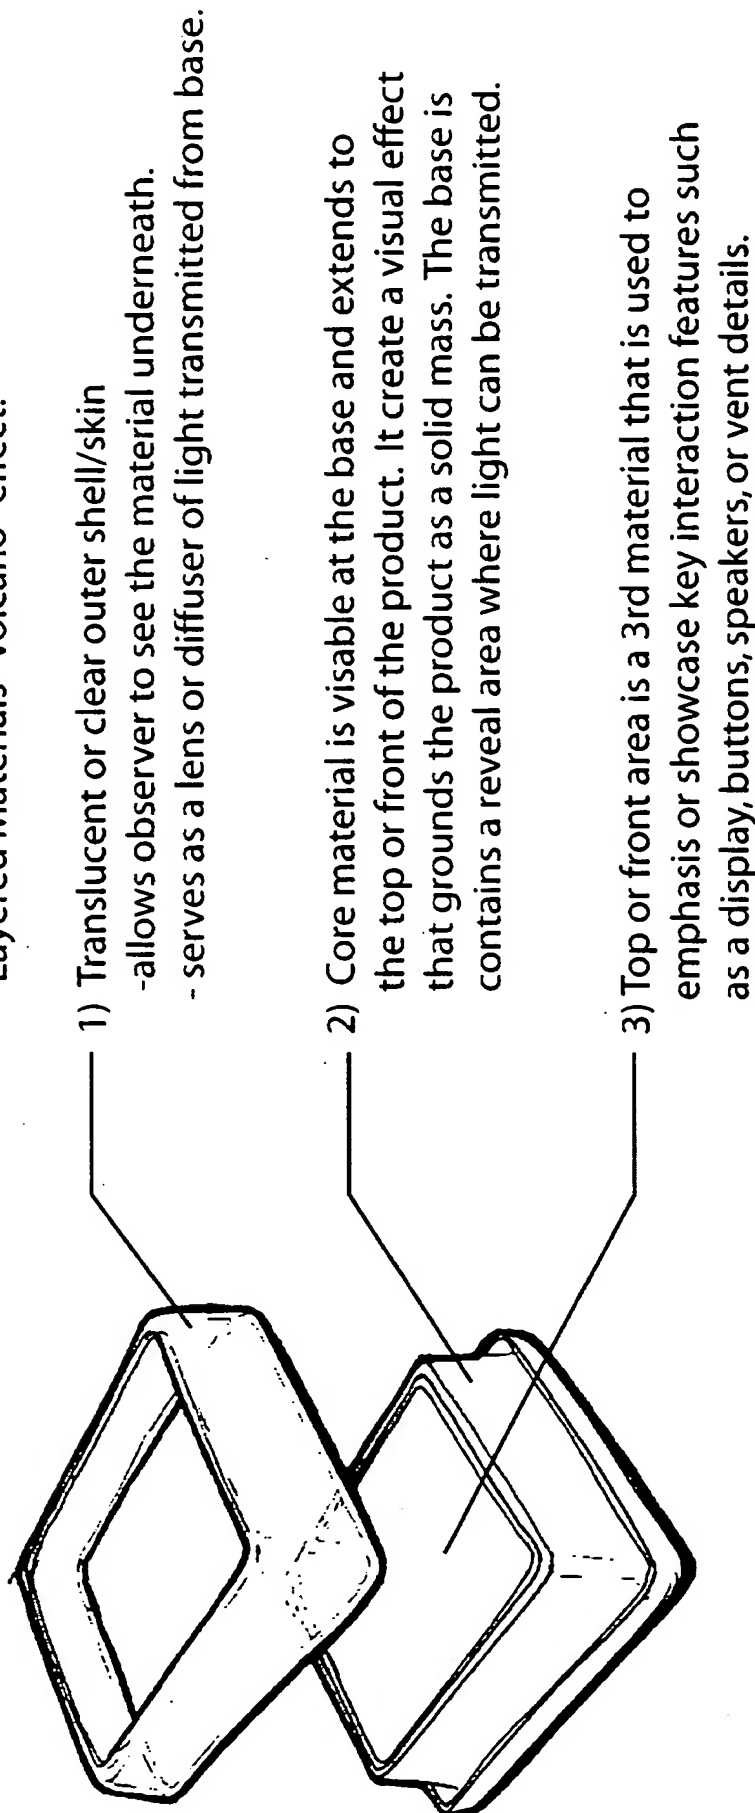 1) Translucent or clear outer shell/skin
-allows observer to see the material underneath.
- serves as a lens or diffuser of light transmitted from base.
2) Core material is visable at the base and extends to
the top or front of the product. It create a visual effect
that grounds the product as a solid mass. The base is
contains a reveal area where light can be transmitted.
3) Top or front area is a 3rd material that is used to
emphasis or showcase key interaction features such
as a display, buttons, speakers, or vent details.